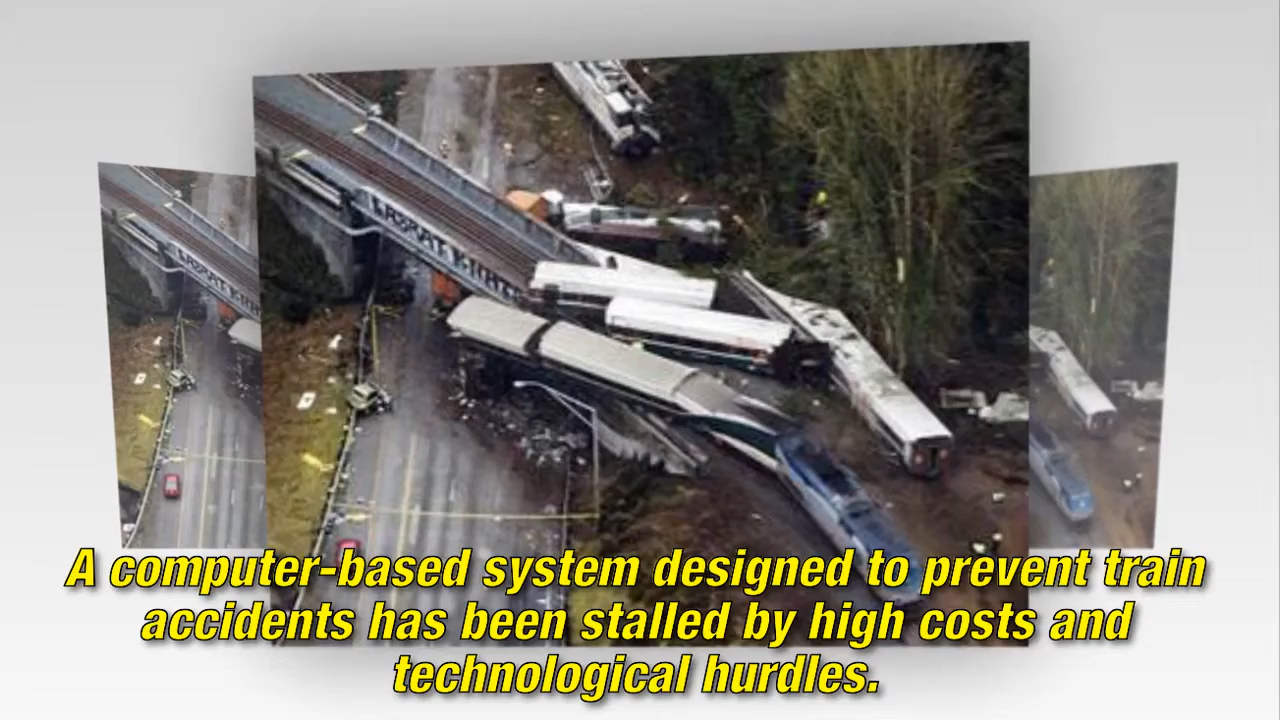 A computer-based system designed to prevent train
accidents has been stalled by high costs and
technological hurdles.